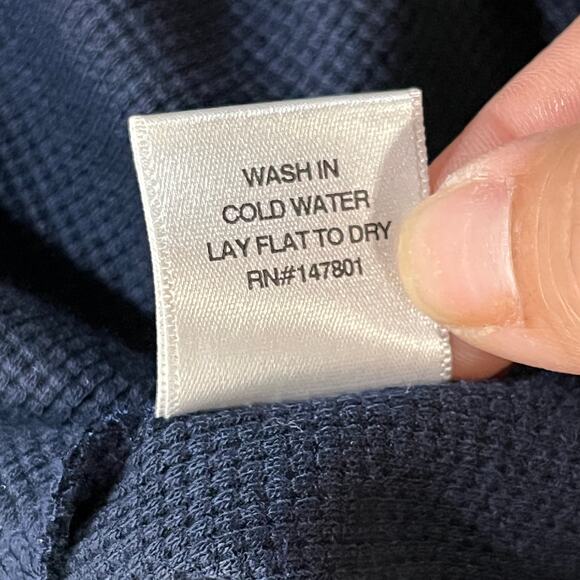 WASH IN
COLD WATER
LAY FLAT TO DRY
RN#147801